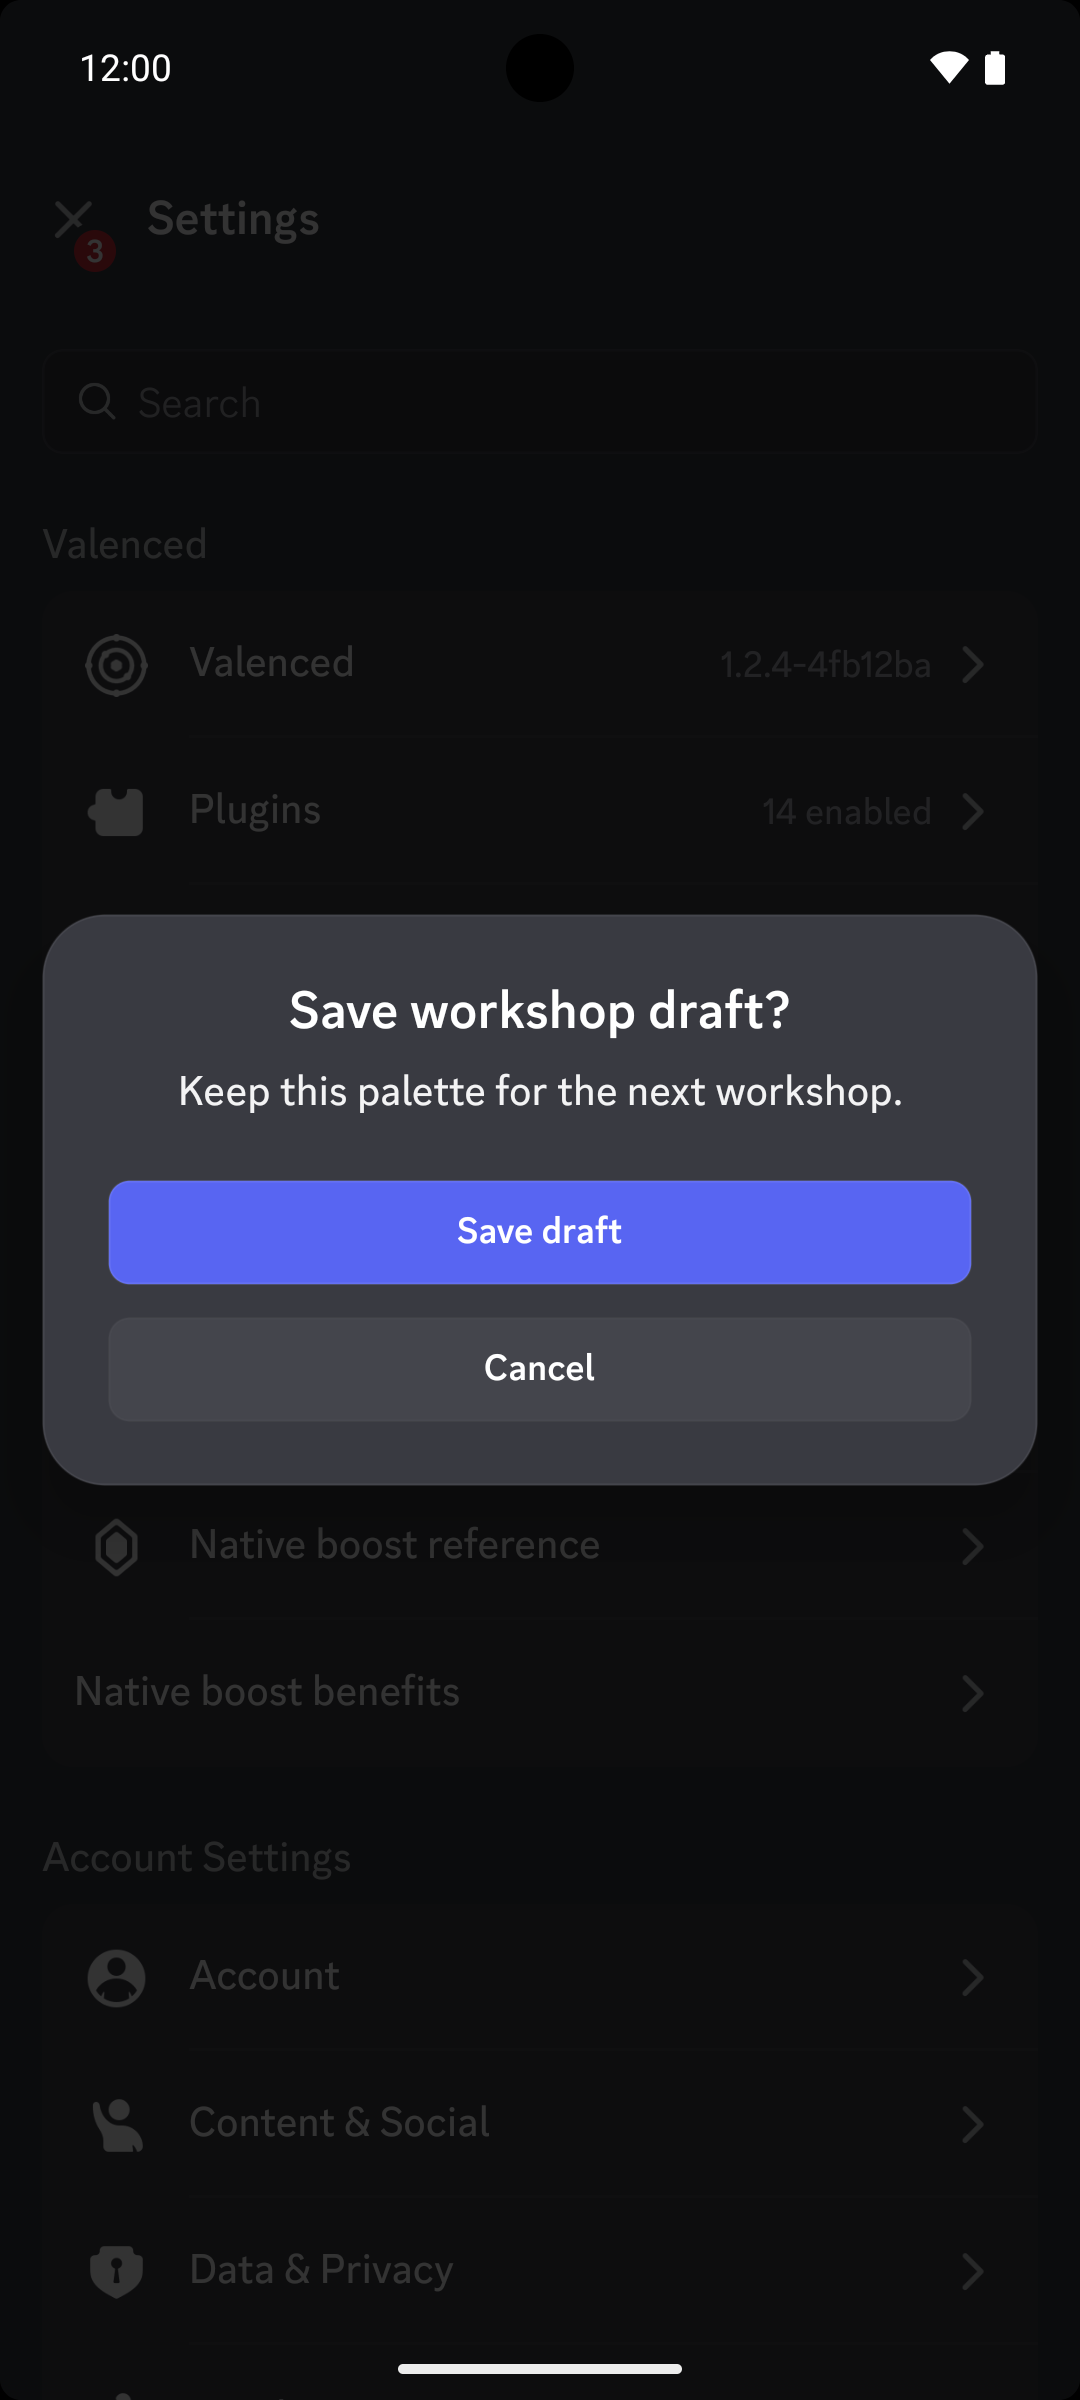 12:00
Settings
3
Search
Valenced
Valenced 1.2.4-4fb12ba
Plugins 14 enabled
Save workshop draft?
Keep this palette for the next workshop.
Save draft
Cancel
Native boost reference
Native boost benefits
Account Settings
Account
Content & Social
Data & Privacy